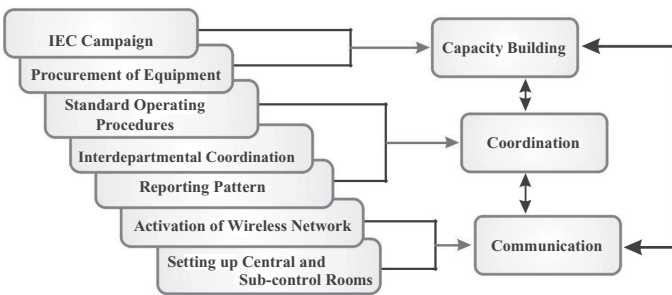 IEC Campaign
Procurement of Equipment
Standard Operating
Procedures
Interdepartmental Coordination
Reporting Pattern
Activation of Wireless Network
Setting up Central and
Sub-control Rooms
Capacity Building
Coordination
Communication